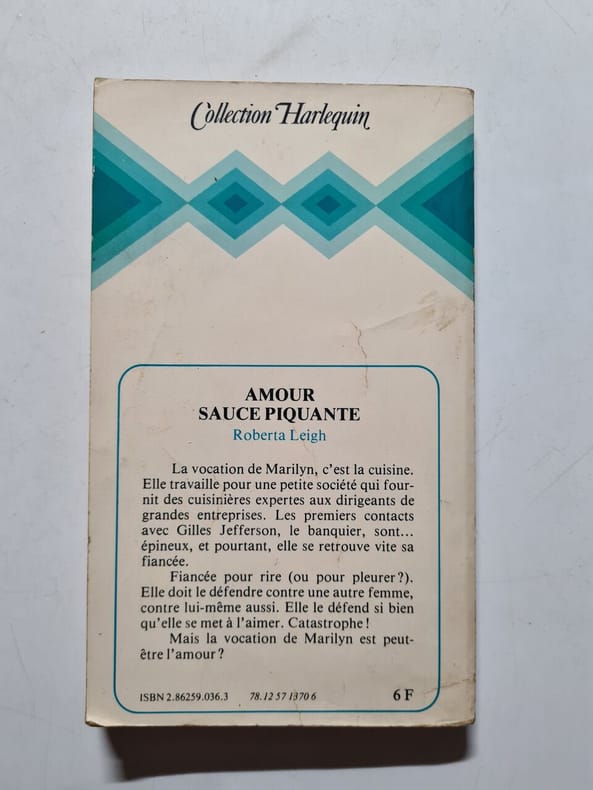 Collection Harlequin
AMOUR
SAUCE PIQUANTE
Roberta Leigh
La vocation de Marilyn, c'est la cuisine.
Elle travaille pour une petite société qui four-
nit des cuisinières expertes aux dirigeants de
grandes entreprises. Les premiers contacts
avec Gilles Jefferson, le banquier, sont...
épineux, et pourtant, elle se retrouve vite sa
fiancée.
Fiancée pour rire (ou pour pleurer?).
Elle doit le défendre contre une autre femme,
contre lui-même aussi. Elle le défend si bien
qu'elle se met à l'aimer. Catastrophe!
Mais la vocation de Marilyn est peut-
être l'amour?
ISBN 2.86259.036.3 78.12 57 1370 6 6 F